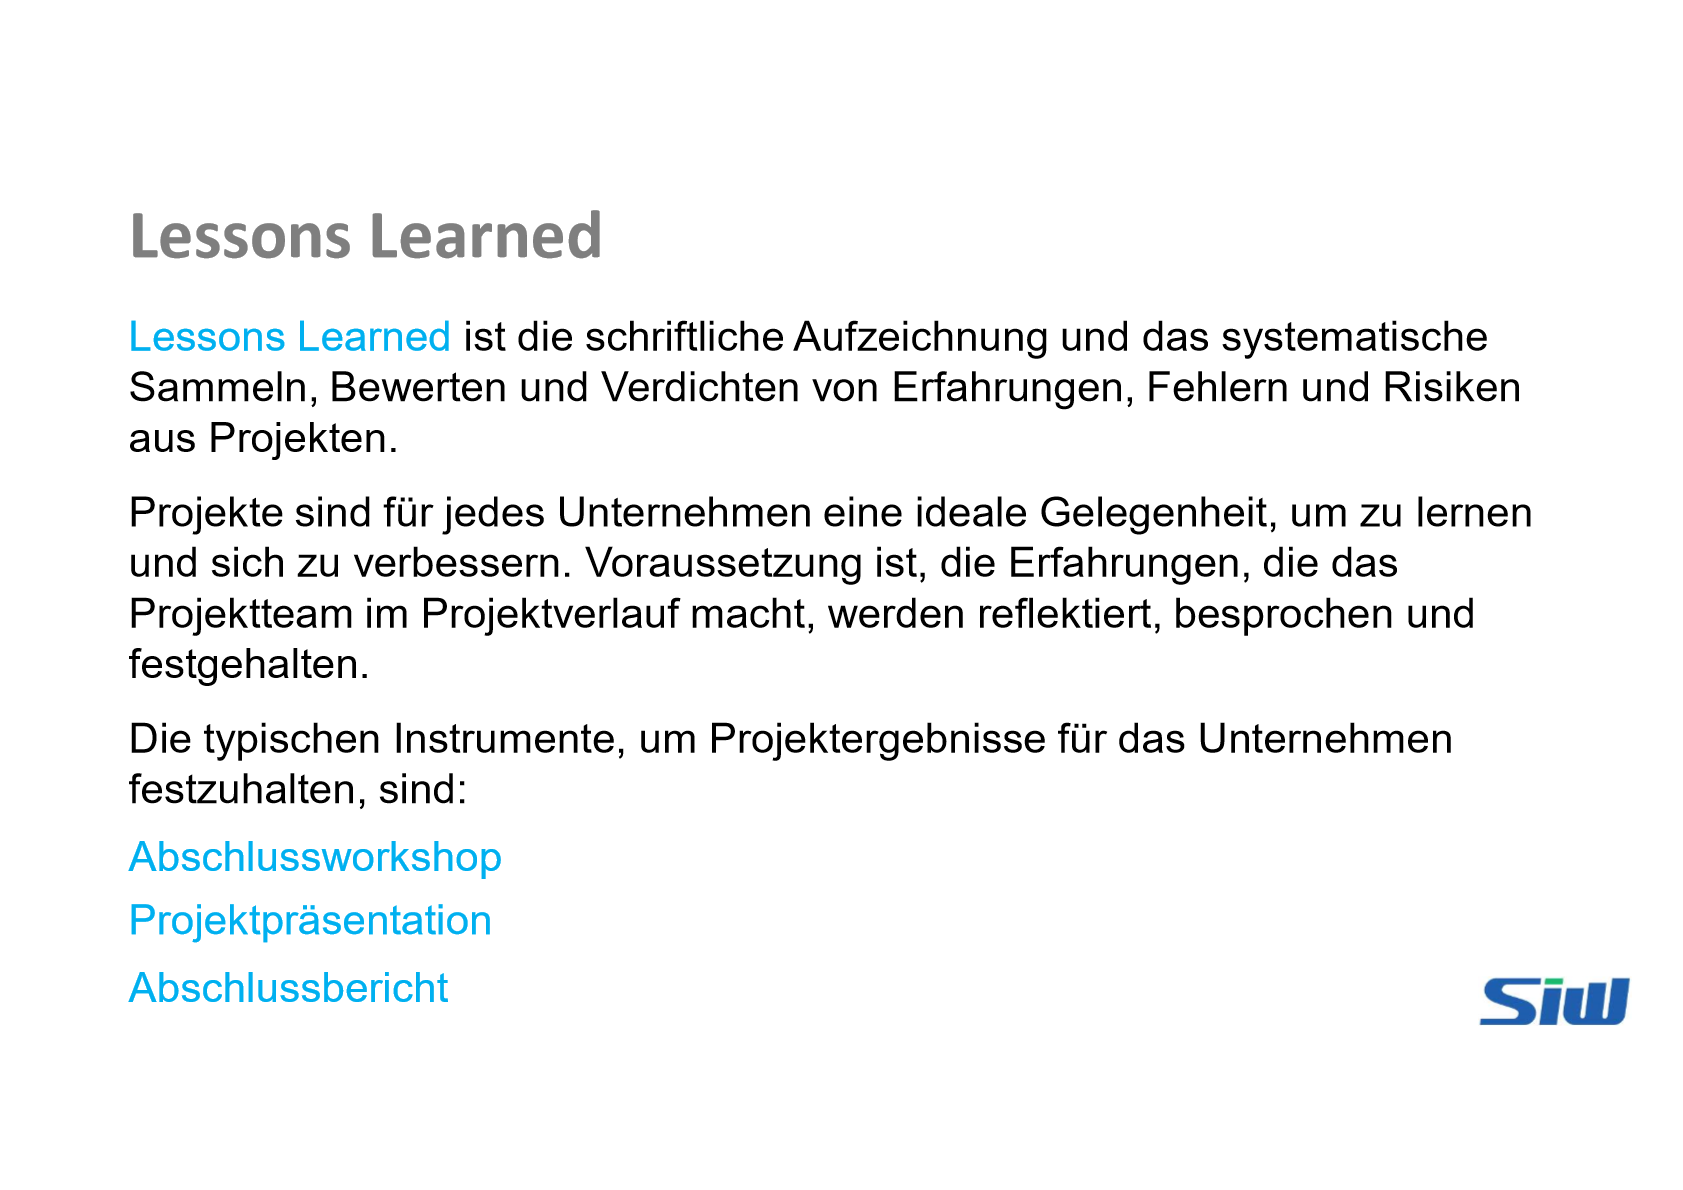 Lessons Learned
Lessons Learned ist die schriftliche Aufzeichnung und das systematische
Sammeln, Bewerten und Verdichten von Erfahrungen, Fehlern und Risiken
aus Projekten.
Projekte sind für jedes Unternehmen eine ideale Gelegenheit, um zu lernen
und sich zu verbessern. Voraussetzung ist, die Erfahrungen, die das
Projektteam im Projektverlauf macht, werden reflektiert, besprochen und
festgehalten.
Die typischen Instrumente, um Projektergebnisse für das Unternehmen
festzuhalten, sind:
Abschlussworkshop
Projektpräsentation
Abschlussbericht
Siw